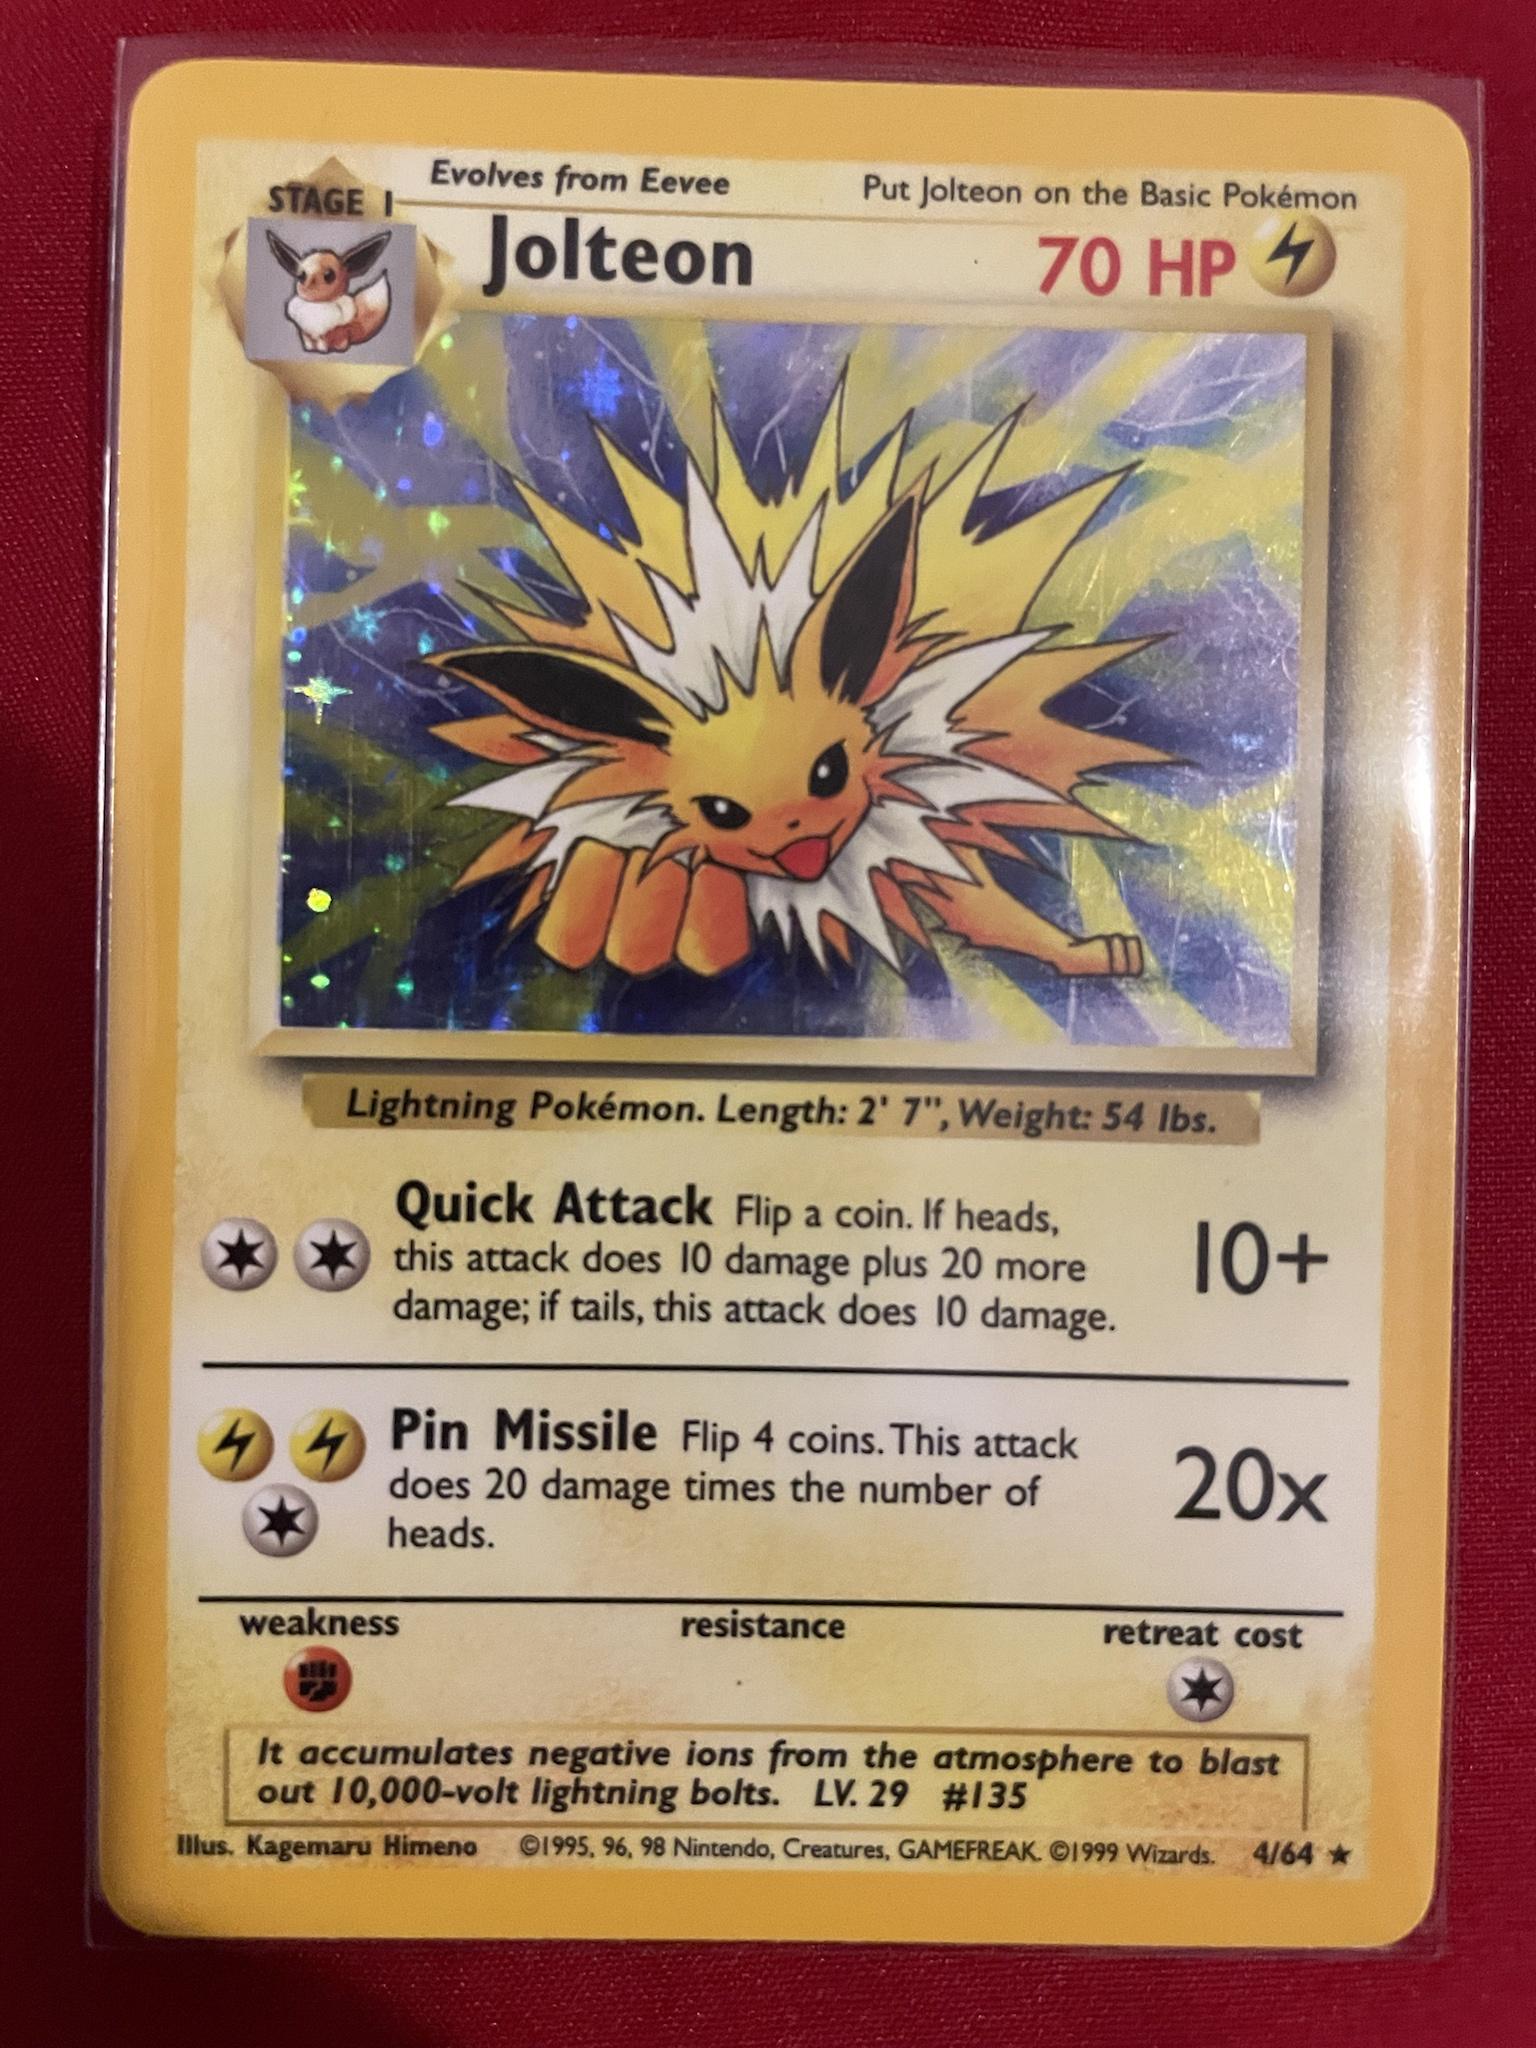 Evolves from Eevee
Put Jolteon on the Basic Pokémon
STAGE 1
Jolteon
70 HP
Lightning Pokémon. Length: 2' 7", Weight: 54 lbs.
Quick Attack Flip a coin. If heads,
this attack does 10 damage plus 20 more
damage; if tails, this attack does 10 damage.
10+
Pin Missile Flip 4 coins. This attack
does 20 damage times the number of
heads.
20x
weakness
resistance
retreat cost
It accumulates negative ions from the atmosphere to blast
out 10,000-volt lightning bolts. LV. 29 #135
Illus. Kagemaru Himeno ©1995, 96, 98 Nintendo, Creatures, GAMEFREAK. ©1999 Wizards. 4/64 ★